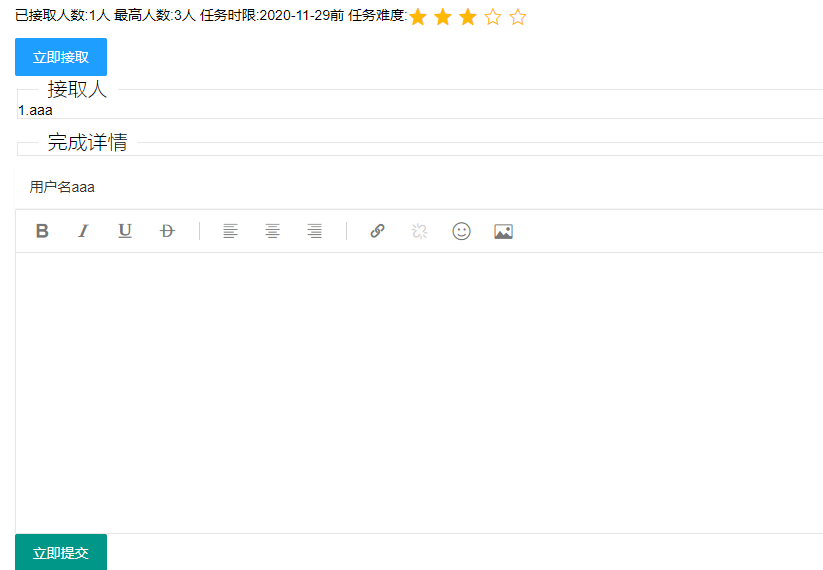 已接取人数:1人 最高人数:3人 任务时限:2020-11-29前 任务难度:
立即接取
接取人
1.aaa
完成详情
用户名aaa
B I U D
立即提交